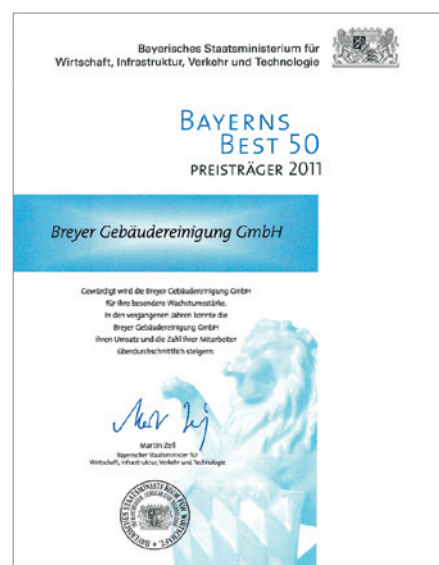 Bayerisches Staatsministerium für
Wirtschaft, Infrastruktur, Verkehr und Technologie
BAYERNS
BEST 50
PREISTRÄGER 2011
Breyer Gebäudereinigung GmbH
Gewürdigt wird die Breyer Gebäudereinigung GmbH
für ihre besondere Wachstumsstärke.
In den vergangenen Jahren konnte die
Breyer Gebäudereinigung GmbH
ihren Umsatz und die Zahl ihrer Mitarbeiter
überdurchschnittlich steigern.
Martin Zeil
Bayerischer Staatsminister für
Wirtschaft, Infrastruktur, Verkehr und Technologie